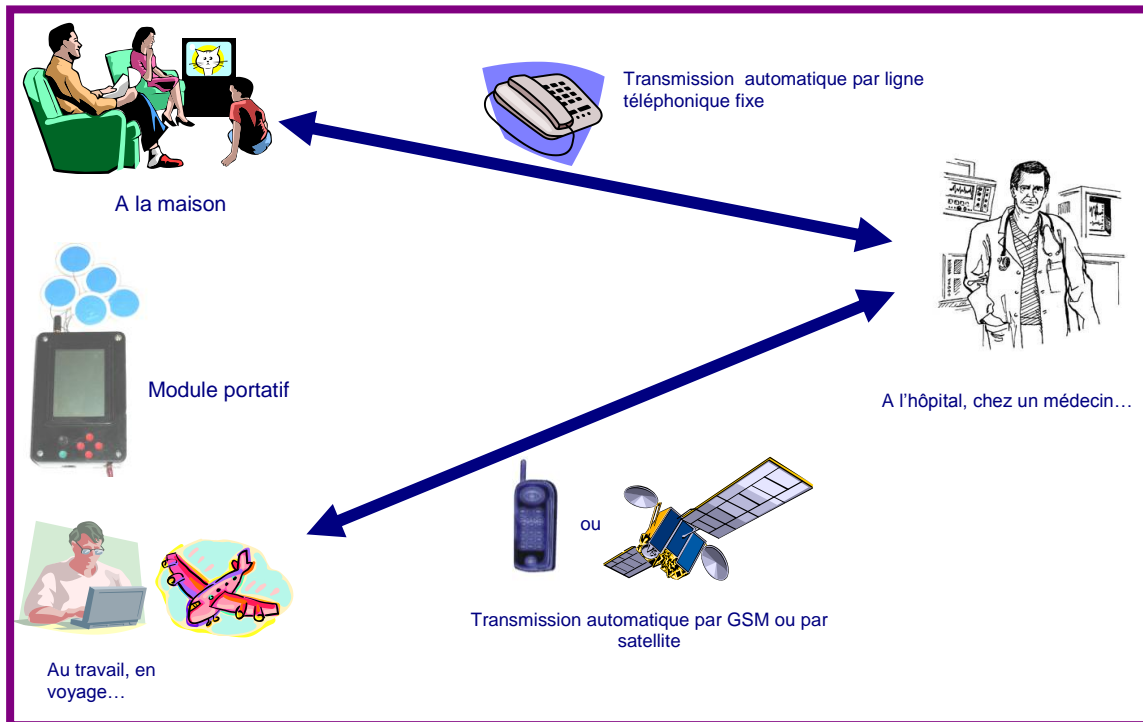 Transmission automatique par ligne
téléphonique fixe
A la maison
Module portatif
A l'hôpital, chez un médecin…
ou
Transmission automatique par GSM ou par
satellite
Au travail, en
voyage…